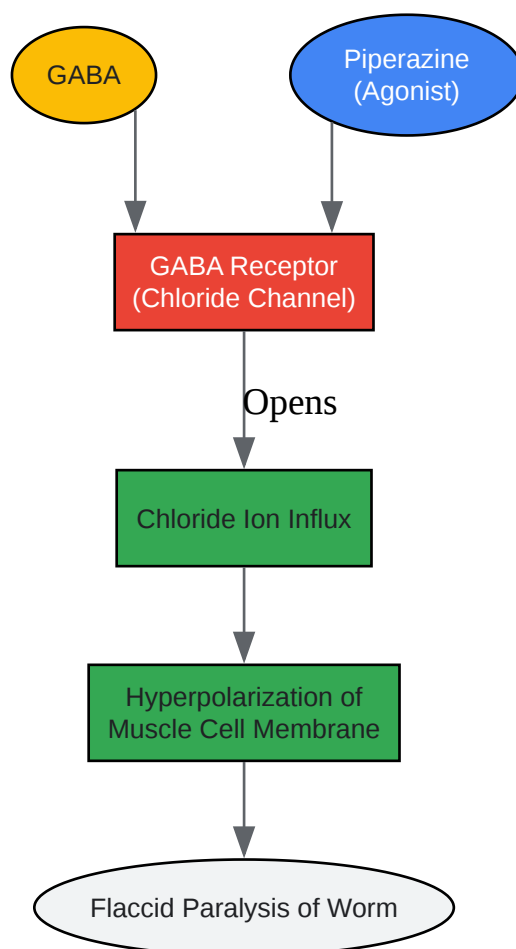 GABA
Piperazine
(Agonist)
GABA Receptor
(Chloride Channel)
Opens
Chloride Ion Influx
Hyperpolarization of
Muscle Cell Membrane
Flaccid Paralysis of Worm